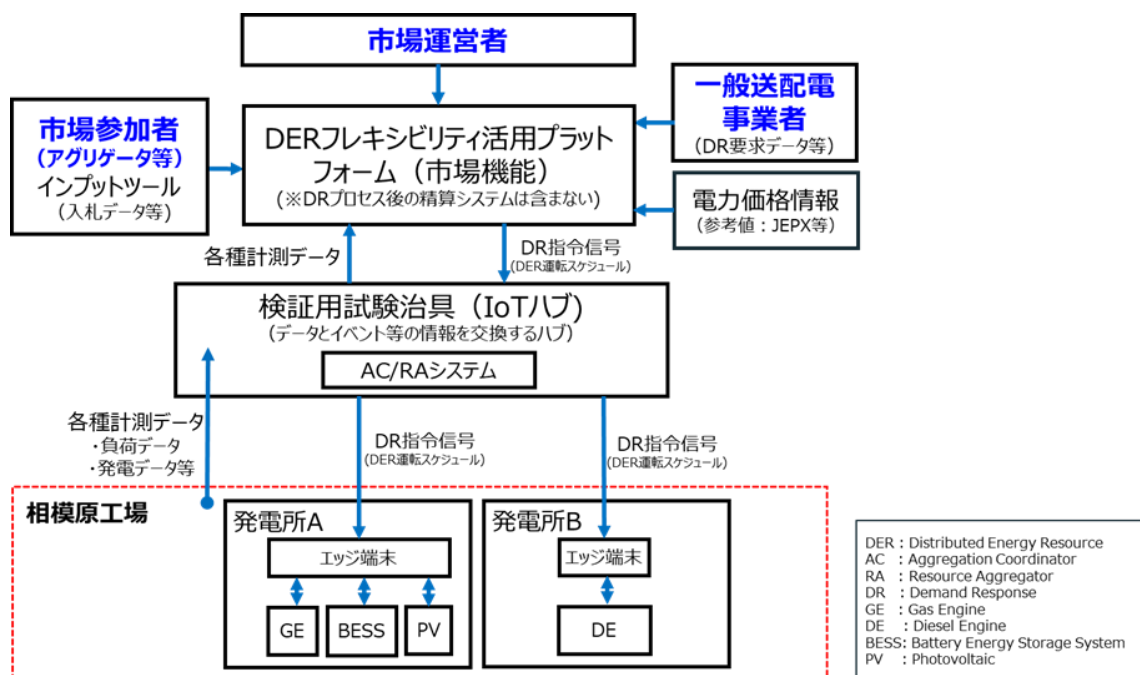 市場運営者
市場参加者
(アグリゲータ等)
インプットツール
(入札データ等)
DERフレキシビリティ活用プラット
フォーム（市場機能）
(※DRプロセス後の精算システムは含まない)
一般送配電
事業者
(DR要求データ等)
電力価格情報
(参考値：JEPX等)
各種計測データ
DR指令信号
(DER運転スケジュール)
検証用試験治具（IoTハブ)
(データとイベント等の情報を交換するハブ)
AC/RAシステム
各種計測データ
・負荷データ
・発電データ等
DR指令信号
(DER運転スケジュール)
DR指令信号
(DER運転スケジュール)
相模原工場
発電所A
エッジ端末
GE
BESS
PV
発電所B
エッジ端末
DE
DER : Distributed Energy Resource
AC : Aggregation Coordinator
RA : Resource Aggregator
DR : Demand Response
GE : Gas Engine
DE : Diesel Engine
BESS: Battery Energy Storage System
PV : Photovoltaic